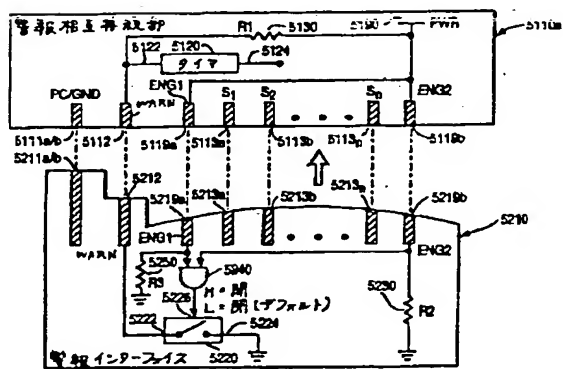 警報相互接続部
R1
5130
5190
PWR
5110a
5122
5120
5124
タイマ
PC/GND
WARN
ENG1
S1
S2
Sn
ENG2
5111a/b
5112
5119a
5113a
5113b
5113n
5119b
5211a/b
5212
5219a
5213a
5213b
5213n
5219b
5210
WARN
ENG1
ENG2
5250
R3
5240
5226
H = 閉
L = 開 (デフォルト)
5230
R2
5222
5224
5220
警報インターフェイス